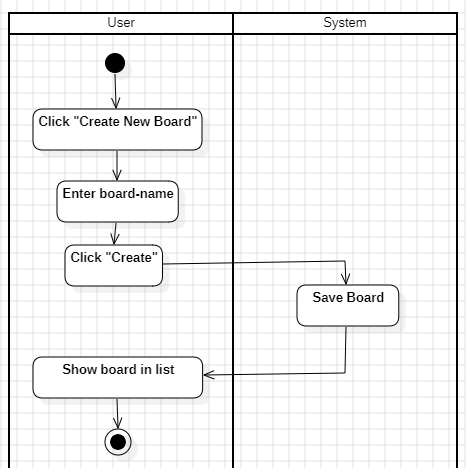 User
System
Click "Create New Board"
Enter board-name
Click "Create"
Save Board
Show board in list